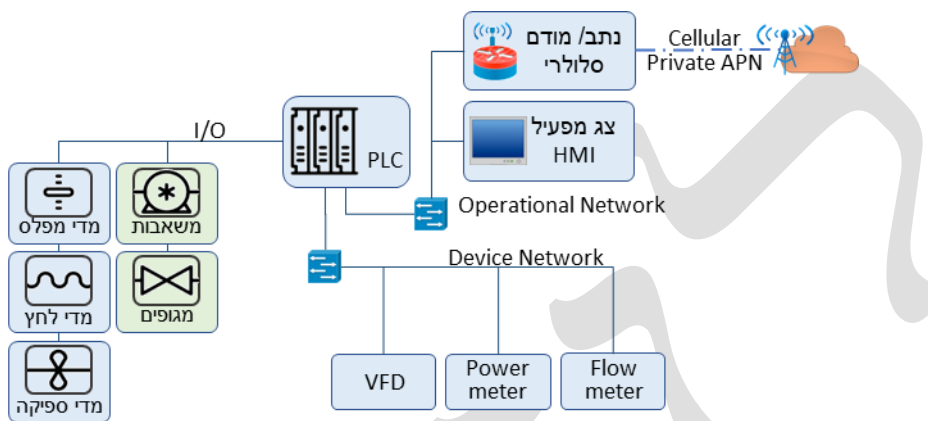 נתב/ מודם
סלולרי
Cellular
Private APN
צג מפעיל
HMI
I/O
PLC
Operational Network
Device Network
מדי מפלס
משאבות
מדי לחץ
מגופים
מדי ספיקה
VFD
Power
meter
Flow
meter